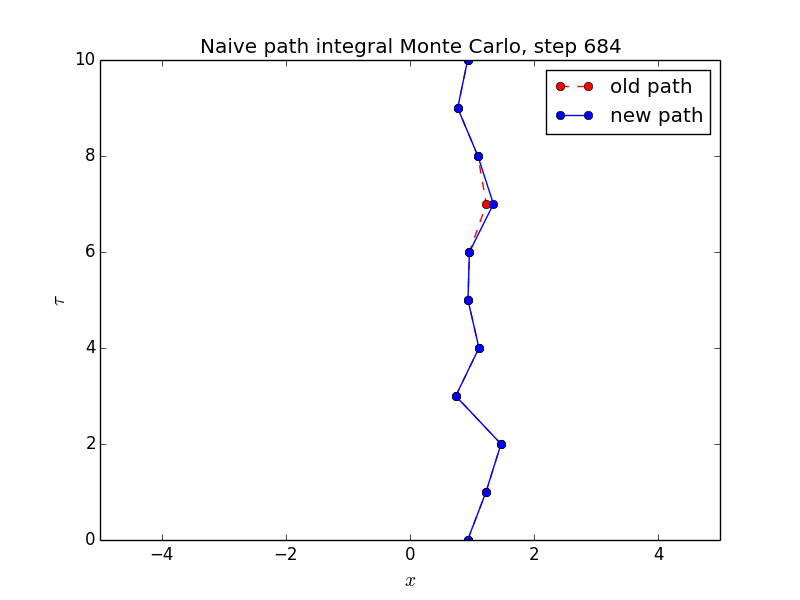 Naive path integral Monte Carlo, step 684
old path
new path
10
8
6
4
2
0
τ
−4 −2 0 2 4
x